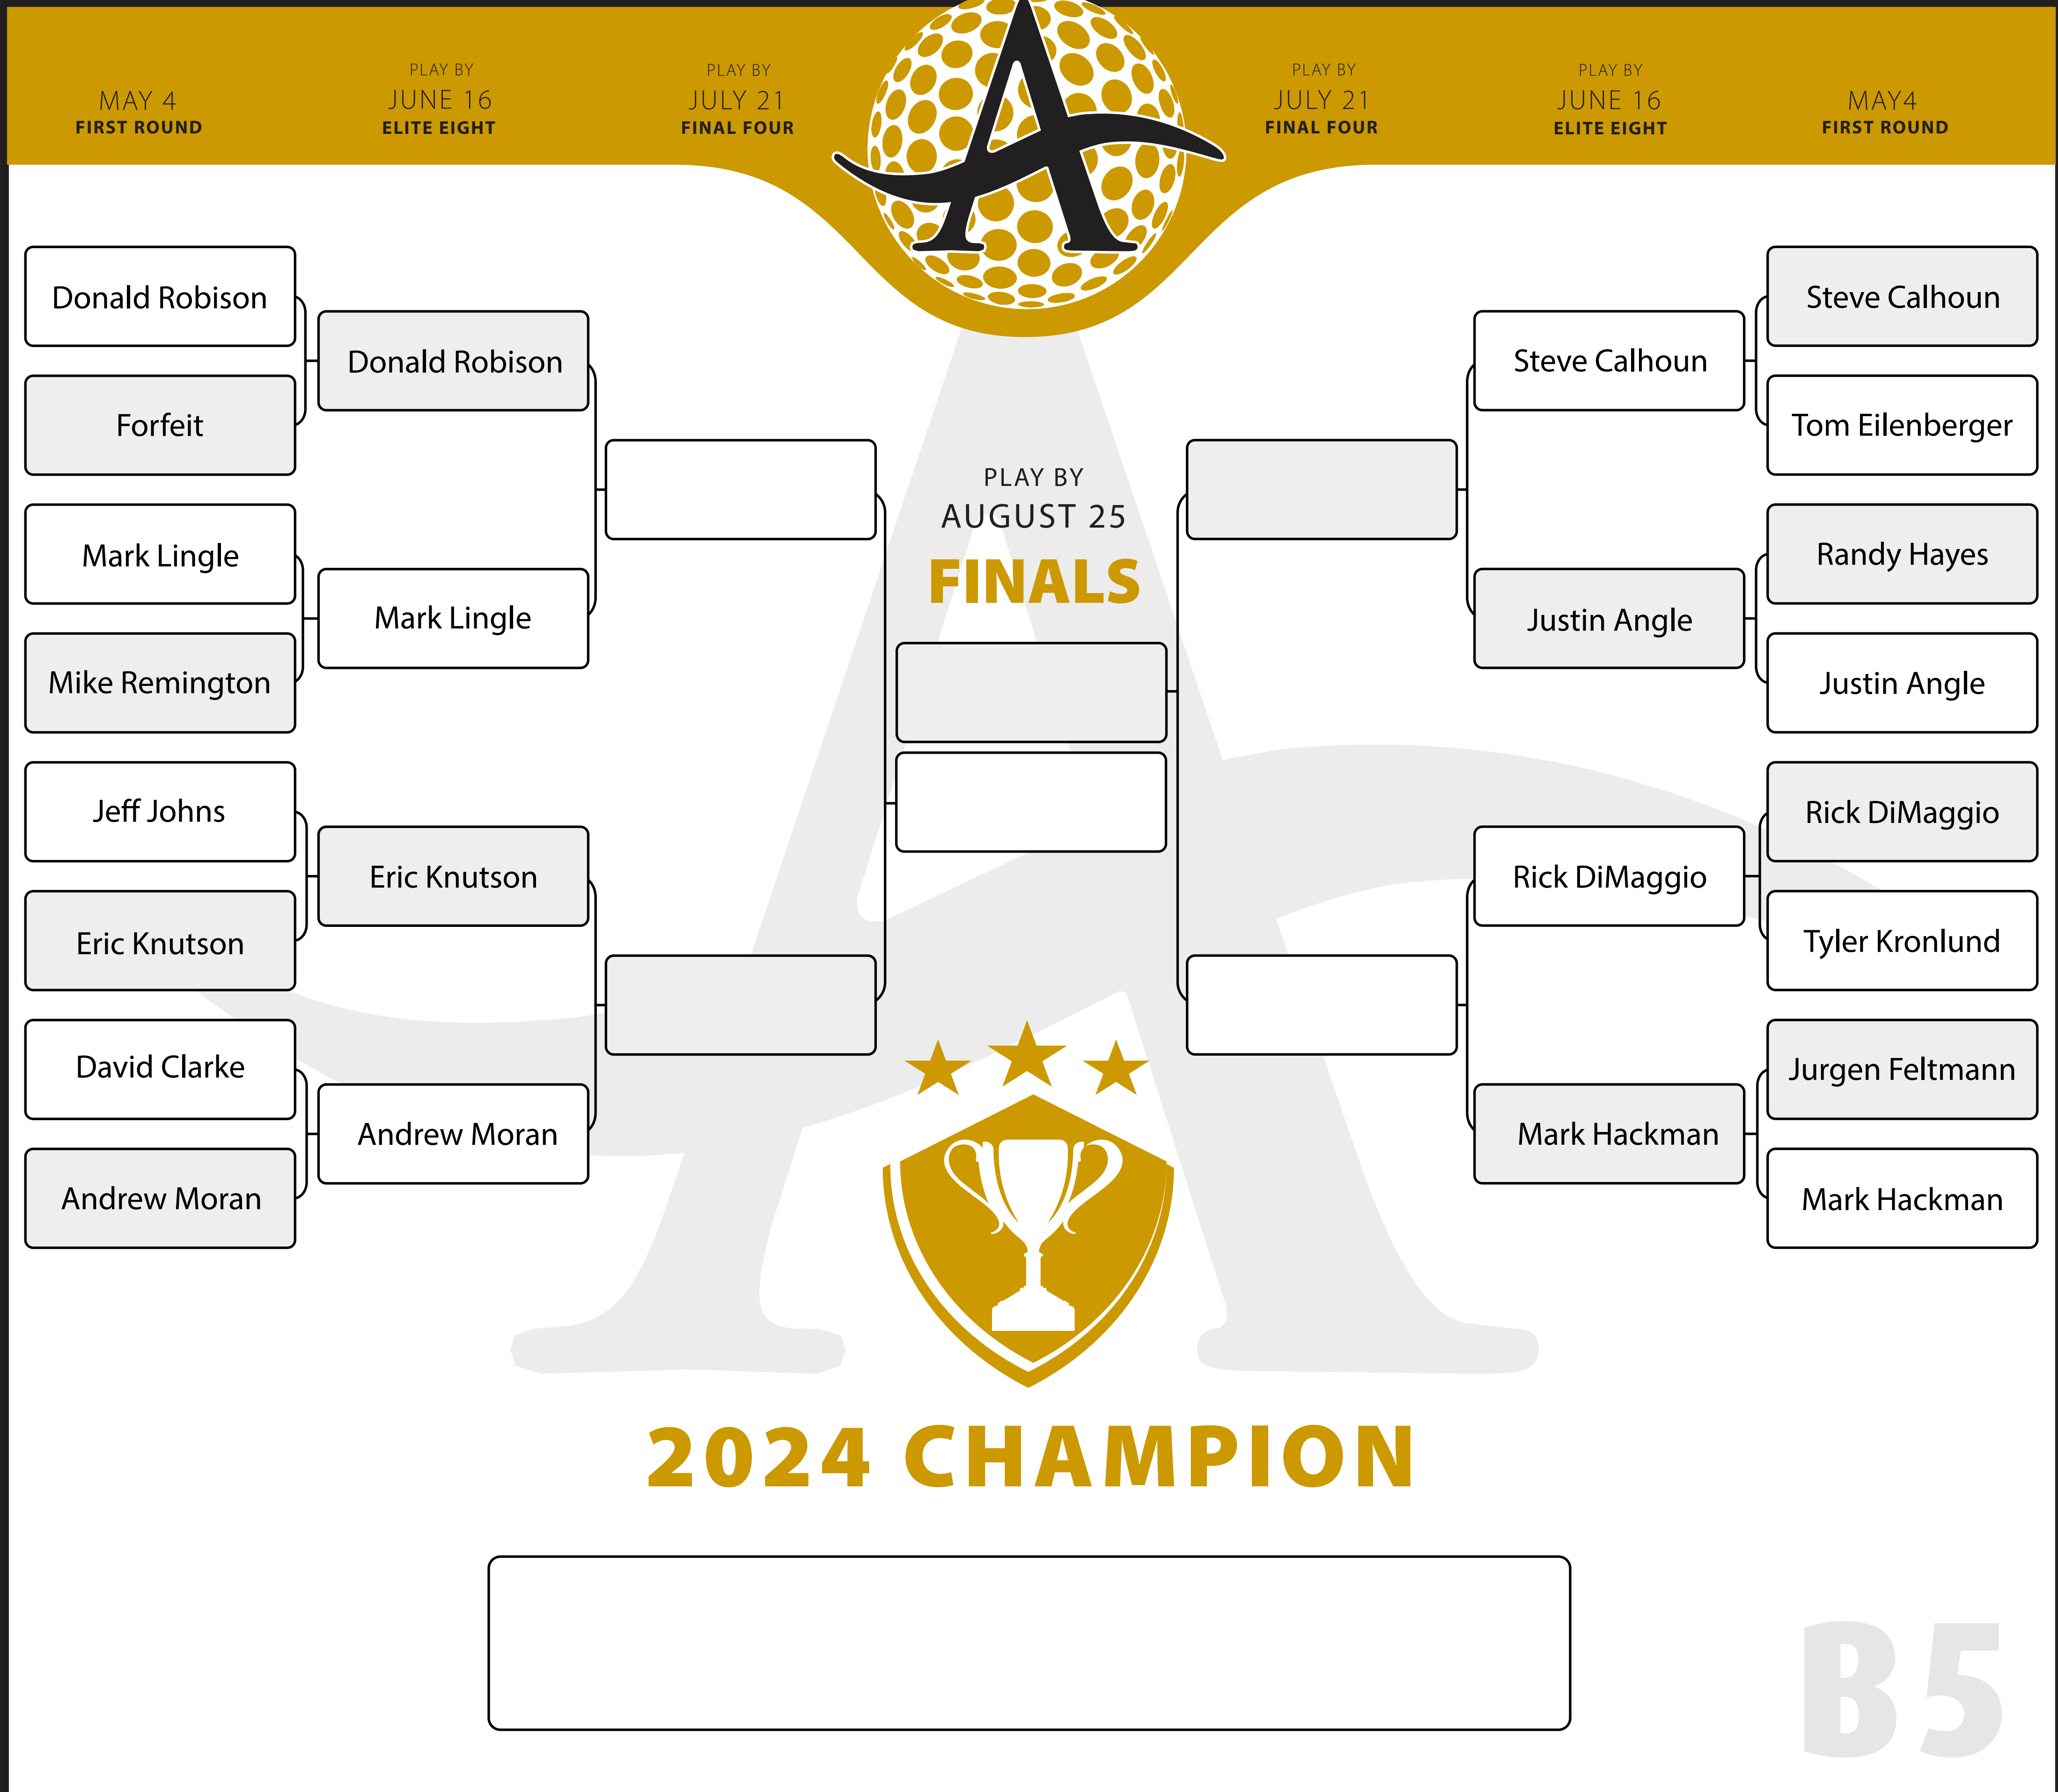 MAY 4
FIRST ROUND
PLAY BY
JUNE 16
ELITE EIGHT
PLAY BY
JULY 21
FINAL FOUR
A
PLAY BY
JULY 21
FINAL FOUR
PLAY BY
JUNE 16
ELITE EIGHT
MAY4
FIRST ROUND
Donald Robison
Forfeit
Mark Lingle
Mike Remington
Jeff Johns
Eric Knutson
David Clarke
Andrew Moran
Donald Robison
Mark Lingle
Eric Knutson
Andrew Moran
PLAY BY
AUGUST 25
FINALS
Steve Calhoun
Justin Angle
Rick DiMaggio
Mark Hackman
Steve Calhoun
Tom Eilenberger
Randy Hayes
Justin Angle
Rick DiMaggio
Tyler Kronlund
Jurgen Feltmann
Mark Hackman
2024 CHAMPION
B5